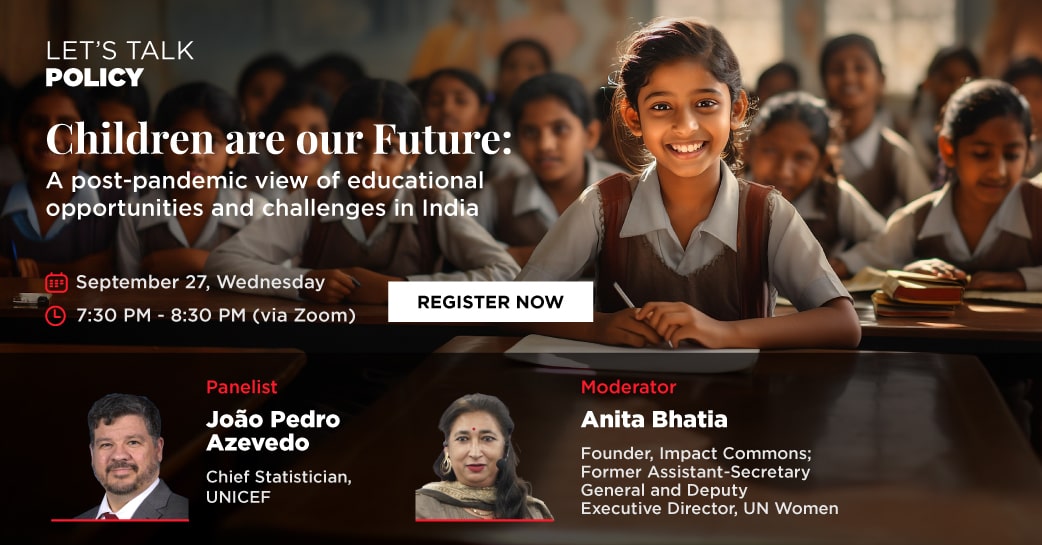 LET'S TALK
POLICY
Children are our Future:
A post-pandemic view of educational
opportunities and challenges in India
September 27, Wednesday
7:30 PM - 8:30 PM (via Zoom)
REGISTER NOW
Panelist
João Pedro
Azevedo
Chief Statistician,
UNICEF
Moderator
Anita Bhatia
Founder, Impact Commons;
Former Assistant-Secretary
General and Deputy
Executive Director, UN Women